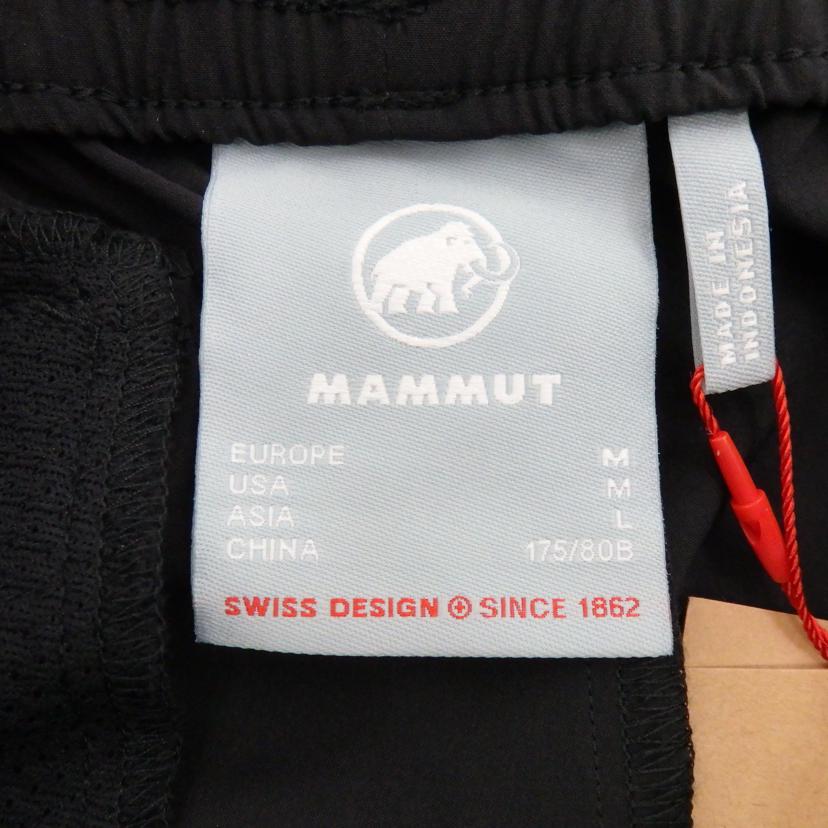 MAMMUT
EUROPE M
USA M
ASIA L
CHINA 175/80B
SWISS DESIGN SINCE 1862
MADE IN
INDONESIA